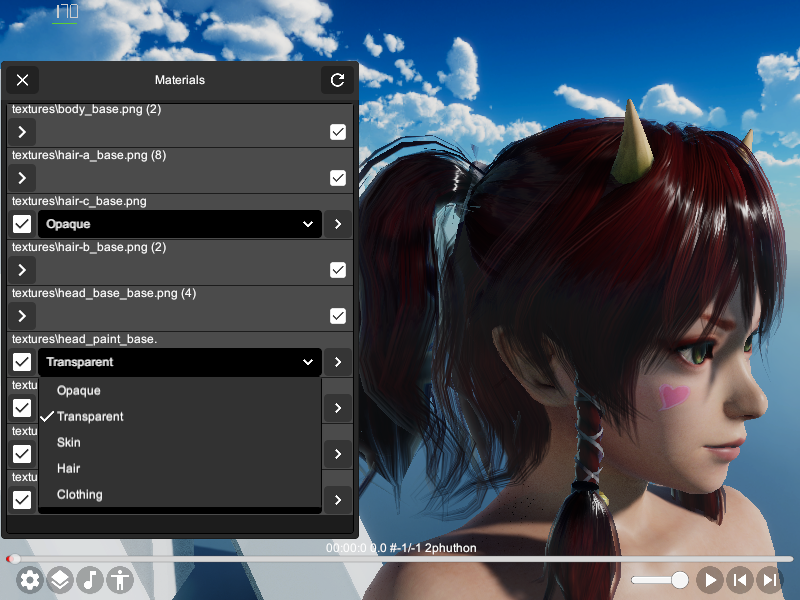 170
Materials
textures\body_base.png (2)
textures\hair-a_base.png (8)
textures\hair-c_base.png
Opaque
textures\hair-b_base.png (2)
textures\head_base_base.png (4)
textures\head_paint_base.
Transparent
textu
Opaque
Transparent
textu
Skin
Hair
textu
Clothing
00:00:0 0.0 #-1/-1 2phuthon